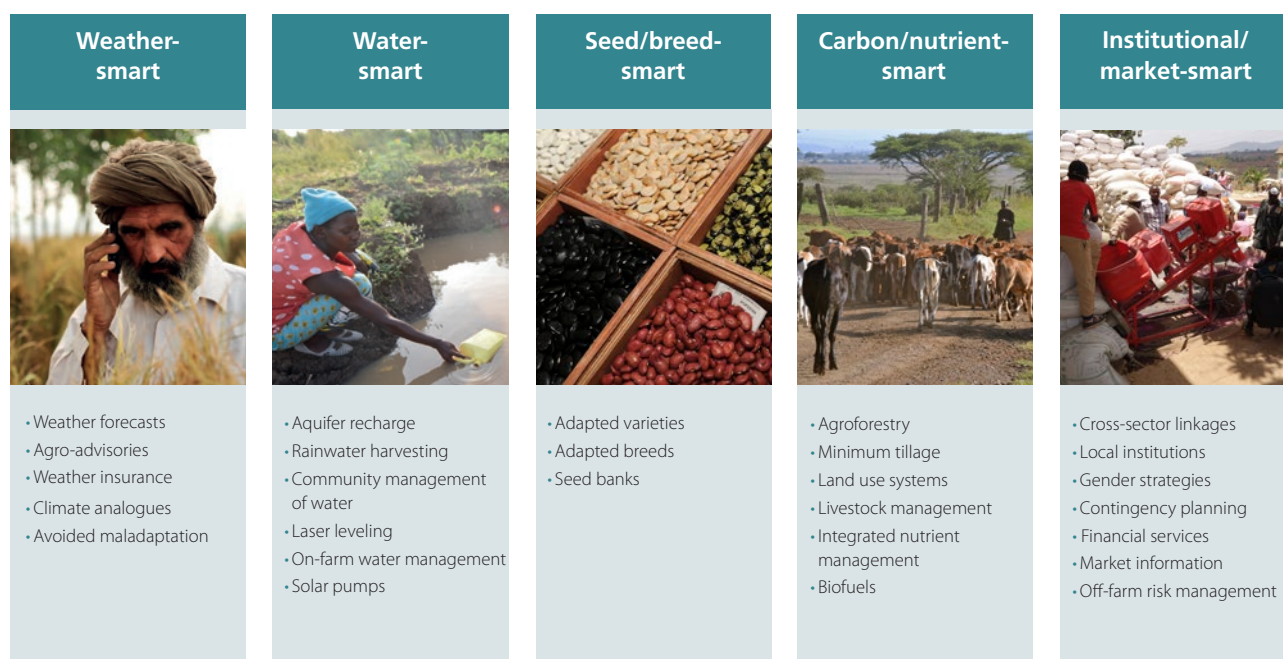 Weather-
smart
Water-
smart
Seed/breed-
smart
Carbon/nutrient-
smart
Institutional/
market-smart
• Weather forecasts
• Agro-advisories
• Weather insurance
• Climate analogues
• Avoided maladaptation
• Aquifer recharge
• Rainwater harvesting
• Community management
of water
• Laser leveling
• On-farm water management
• Solar pumps
• Adapted varieties
• Adapted breeds
• Seed banks
• Agroforestry
• Minimum tillage
• Land use systems
• Livestock management
• Integrated nutrient
management
• Biofuels
• Cross-sector linkages
• Local institutions
• Gender strategies
• Contingency planning
• Financial services
• Market information
• Off-farm risk management